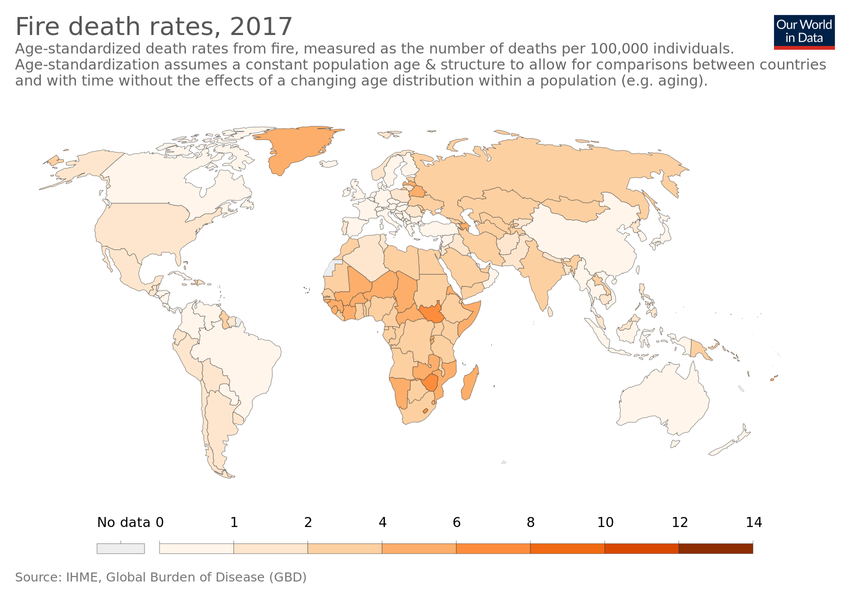 Fire death rates, 2017
Our World
in Data
Age-standardized death rates from fire, measured as the number of deaths per 100,000 individuals.
Age-standardization assumes a constant population age & structure to allow for comparisons between countries
and with time without the effects of a changing age distribution within a population (e.g. aging).
No data 0 1 2 4 6 8 10 12 14
Source: IHME, Global Burden of Disease (GBD)